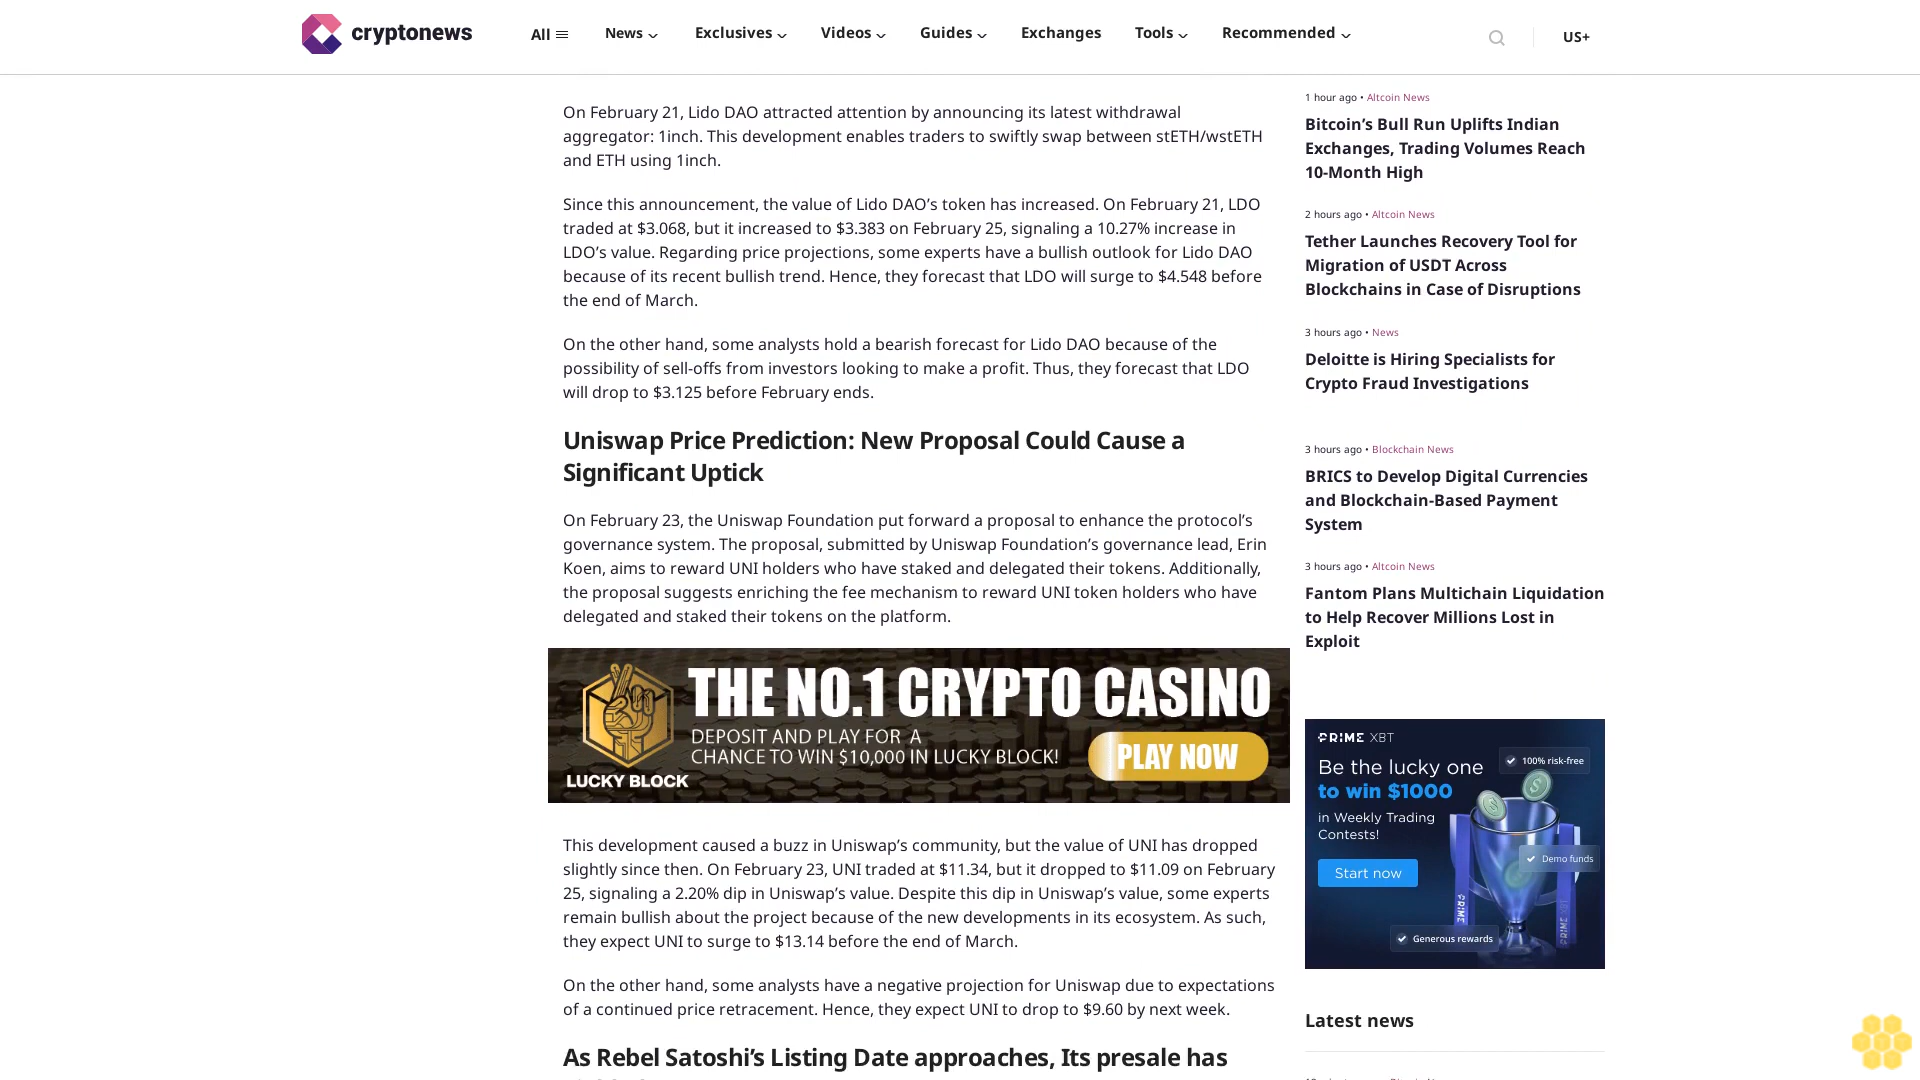 cryptonews
All
News
Exclusives
Videos
Guides
Exchanges
Tools
Recommended
US+
On February 21, Lido DAO attracted attention by announcing its latest withdrawal
aggregator: 1inch. This development enables traders to swiftly swap between stETH/wstETH
and ETH using 1inch.
Since this announcement, the value of Lido DAO’s token has increased. On February 21, LDO
traded at $3.068, but it increased to $3.383 on February 25, signaling a 10.27% increase in
LDO’s value. Regarding price projections, some experts have a bullish outlook for Lido DAO
because of its recent bullish trend. Hence, they forecast that LDO will surge to $4.548 before
the end of March.
On the other hand, some analysts hold a bearish forecast for Lido DAO because of the
possibility of sell-offs from investors looking to make a profit. Thus, they forecast that LDO
will drop to $3.125 before February ends.
Uniswap Price Prediction: New Proposal Could Cause a
Significant Uptick
On February 23, the Uniswap Foundation put forward a proposal to enhance the protocol’s
governance system. The proposal, submitted by Uniswap Foundation’s governance lead, Erin
Koen, aims to reward UNI holders who have staked and delegated their tokens. Additionally,
the proposal suggests enriching the fee mechanism to reward UNI token holders who have
delegated and staked their tokens on the platform.
THE NO.1 CRYPTO CASINO
DEPOSIT AND PLAY FOR A
CHANCE TO WIN $10,000 IN LUCKY BLOCK!
PLAY NOW
LUCKY BLOCK
This development caused a buzz in Uniswap’s community, but the value of UNI has dropped
slightly since then. On February 23, UNI traded at $11.34, but it dropped to $11.09 on February
25, signaling a 2.20% dip in Uniswap’s value. Despite this dip in Uniswap’s value, some experts
remain bullish about the project because of the new developments in its ecosystem. As such,
they expect UNI to surge to $13.14 before the end of March.
On the other hand, some analysts have a negative projection for Uniswap due to expectations
of a continued price retracement. Hence, they expect UNI to drop to $9.60 by next week.
As Rebel Satoshi’s Listing Date approaches, Its presale has
1 hour ago • Altcoin News
Bitcoin’s Bull Run Uplifts Indian
Exchanges, Trading Volumes Reach
10-Month High
2 hours ago • Altcoin News
Tether Launches Recovery Tool for
Migration of USDT Across
Blockchains in Case of Disruptions
3 hours ago • News
Deloitte is Hiring Specialists for
Crypto Fraud Investigations
3 hours ago • Blockchain News
BRICS to Develop Digital Currencies
and Blockchain-Based Payment
System
3 hours ago • Altcoin News
Fantom Plans Multichain Liquidation
to Help Recover Millions Lost in
Exploit
PRIME XBT
Be the lucky one
to win $1000
in Weekly Trading
Contests!
Start now
100% risk-free
Demo funds
Generous rewards
PRIME
PRIME XBT
Latest news